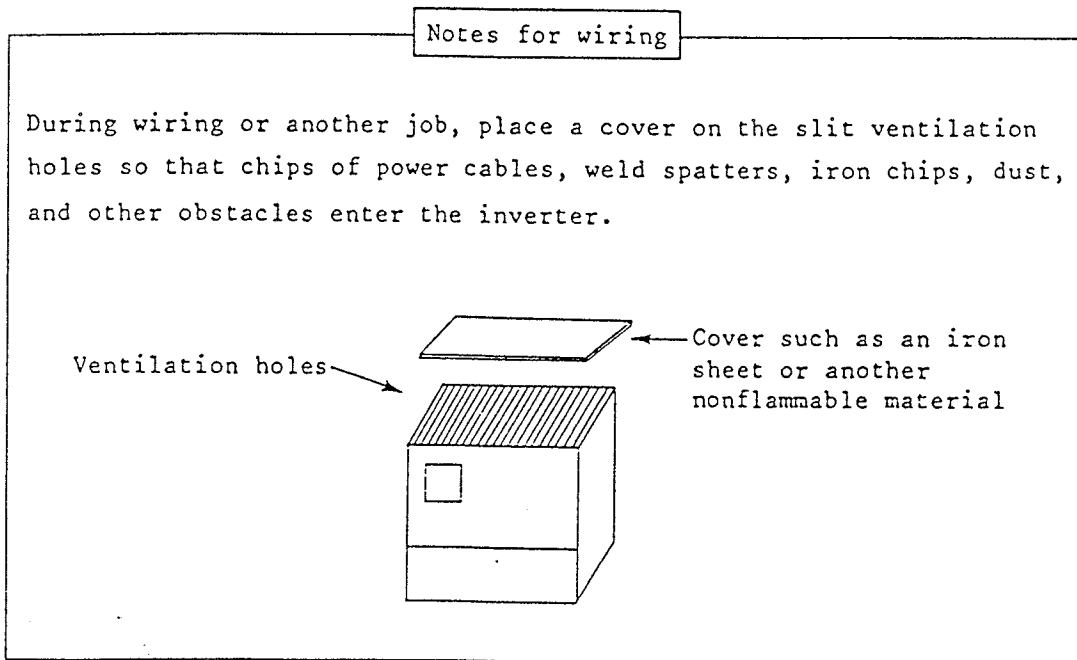 Notes for wiring
During wiring or another job, place a cover on the slit ventilation
holes so that chips of power cables, weld spatters, iron chips, dust,
and other obstacles enter the inverter.
Ventilation holes
Cover such as an iron
sheet or another
nonflammable material